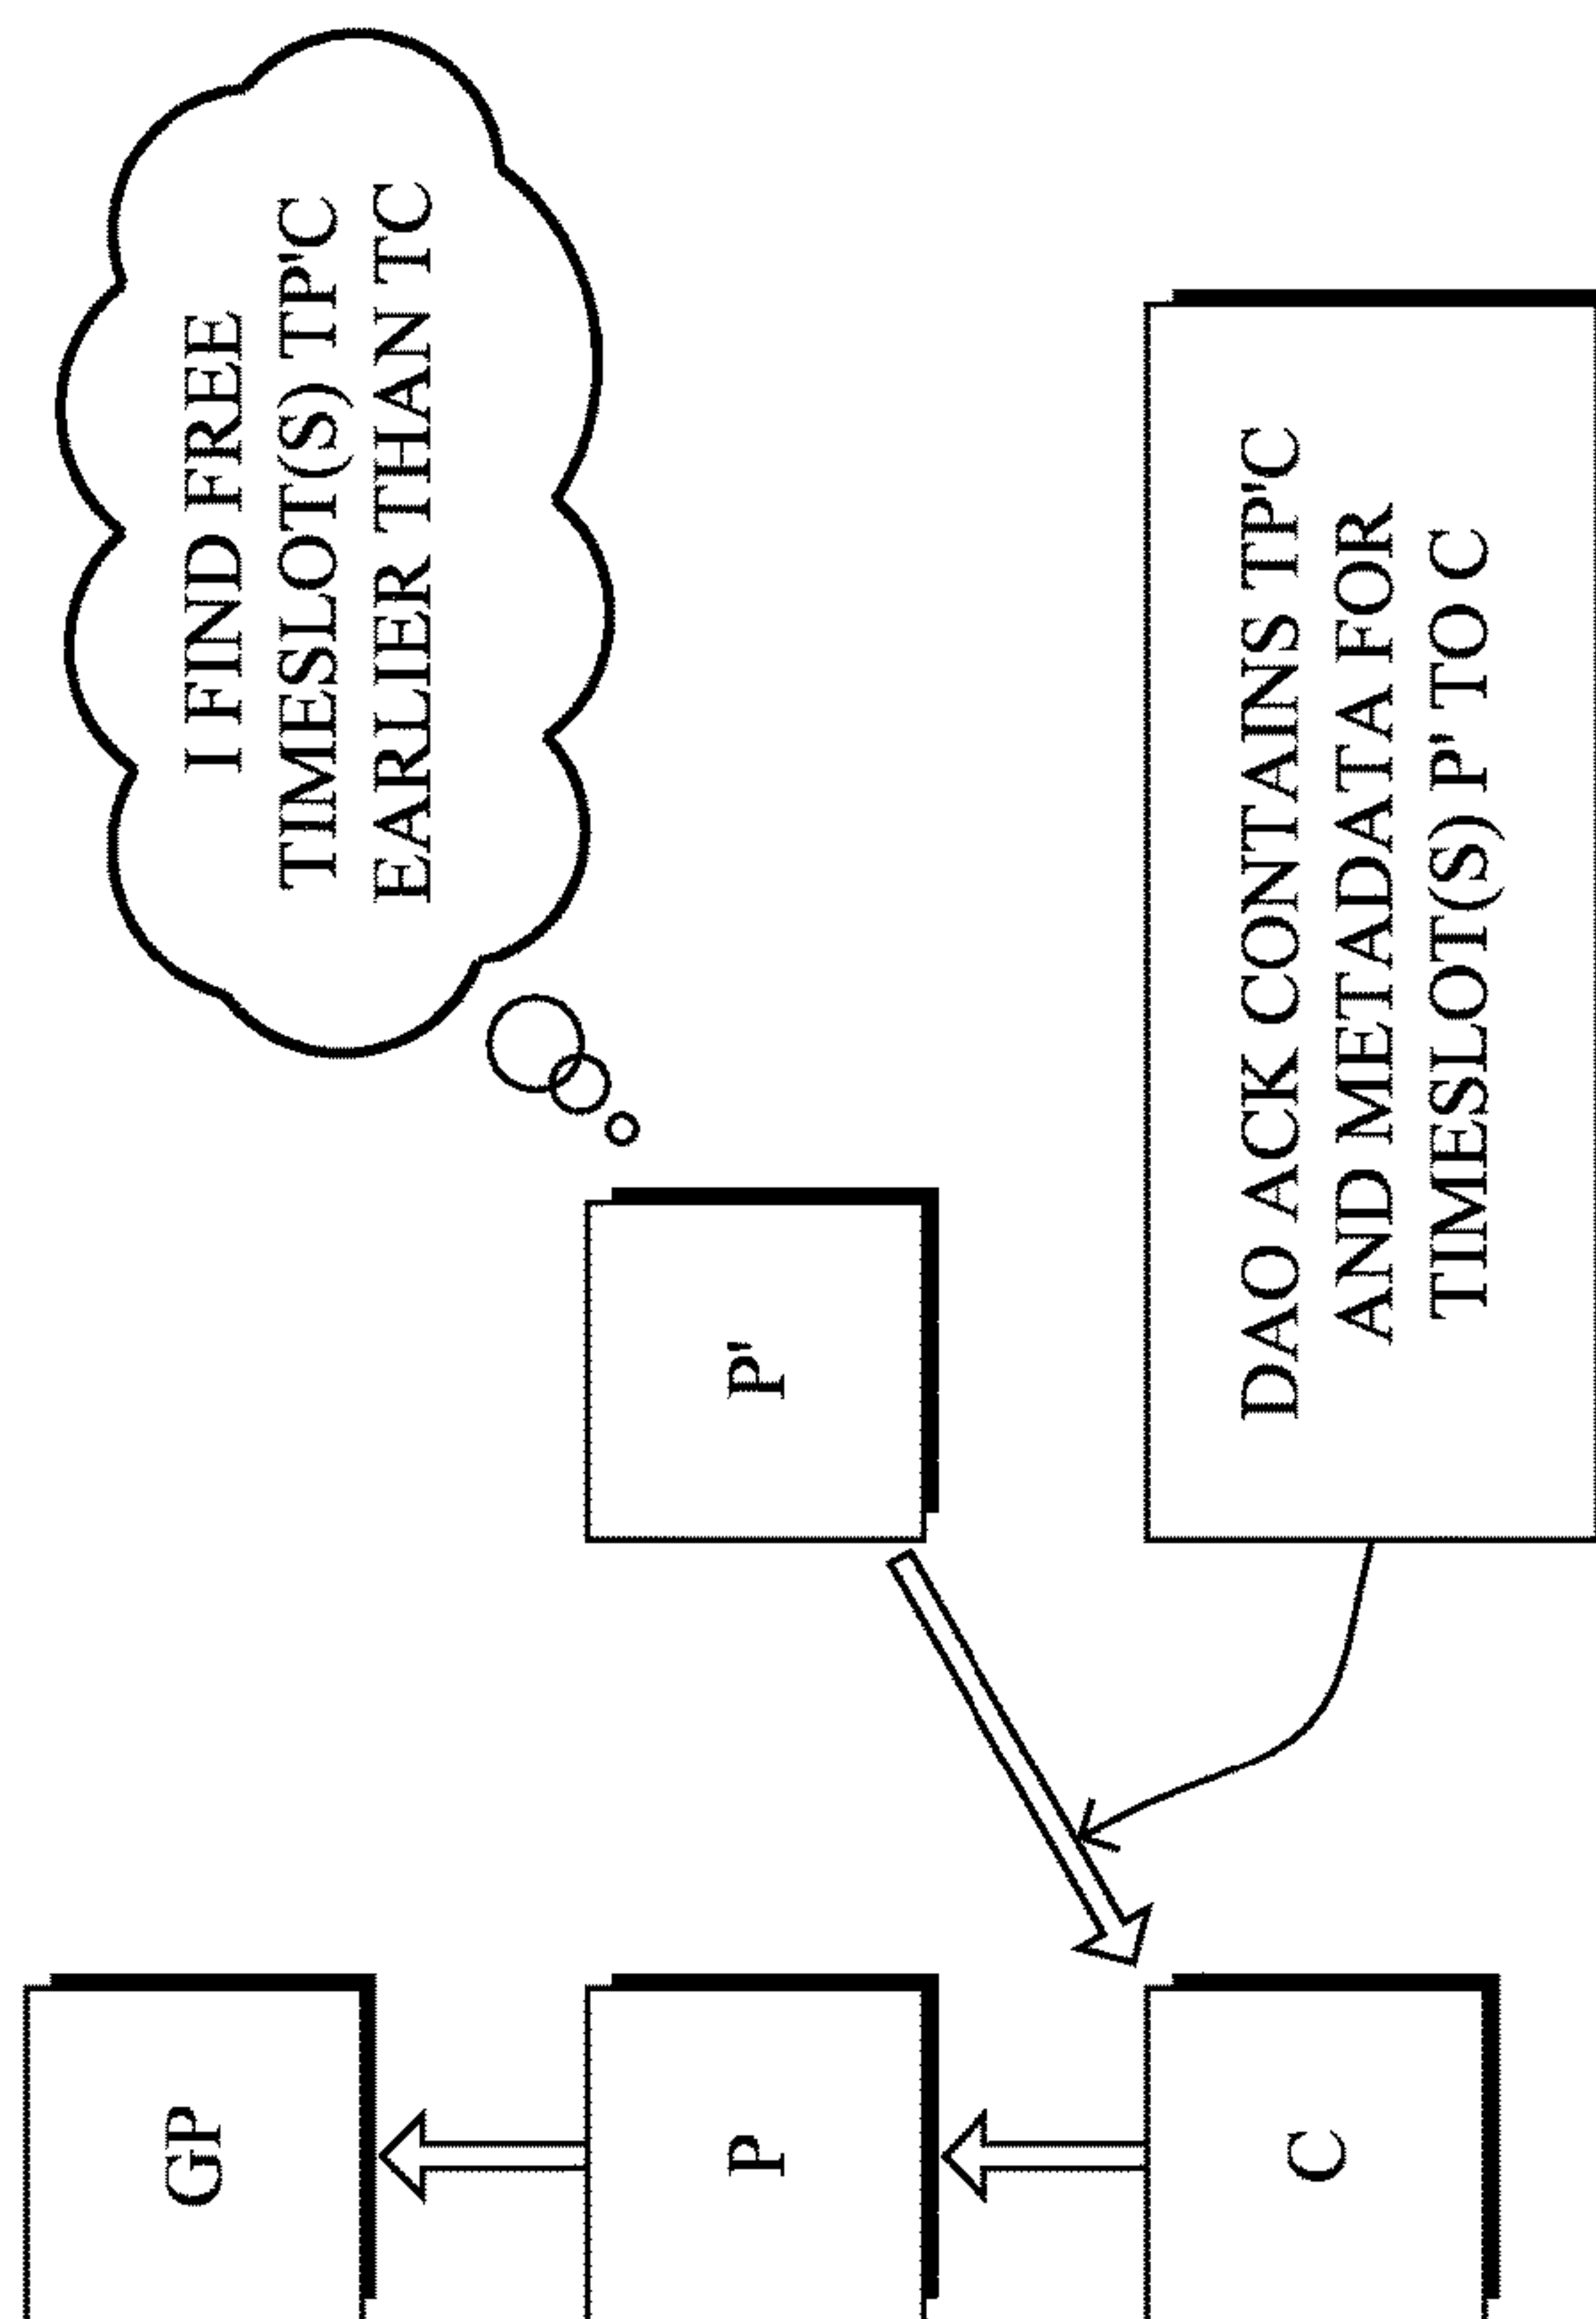 I FIND FREE
TIMESLOT(S) TP'C
EARLIER THAN TC
GP
P
P'
C
DAO ACK CONTAINS TP'C
AND METADATA FOR
TIMESLOT(S) P' TO C